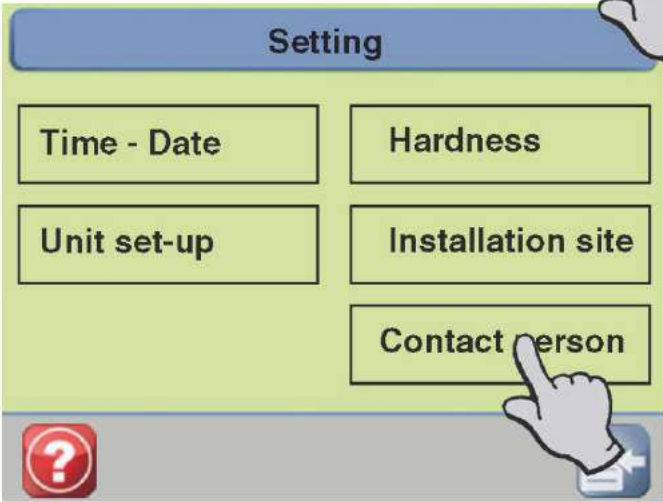 Setting
Time - Date
Hardness
Unit set-up
Installation site
Contact person
?